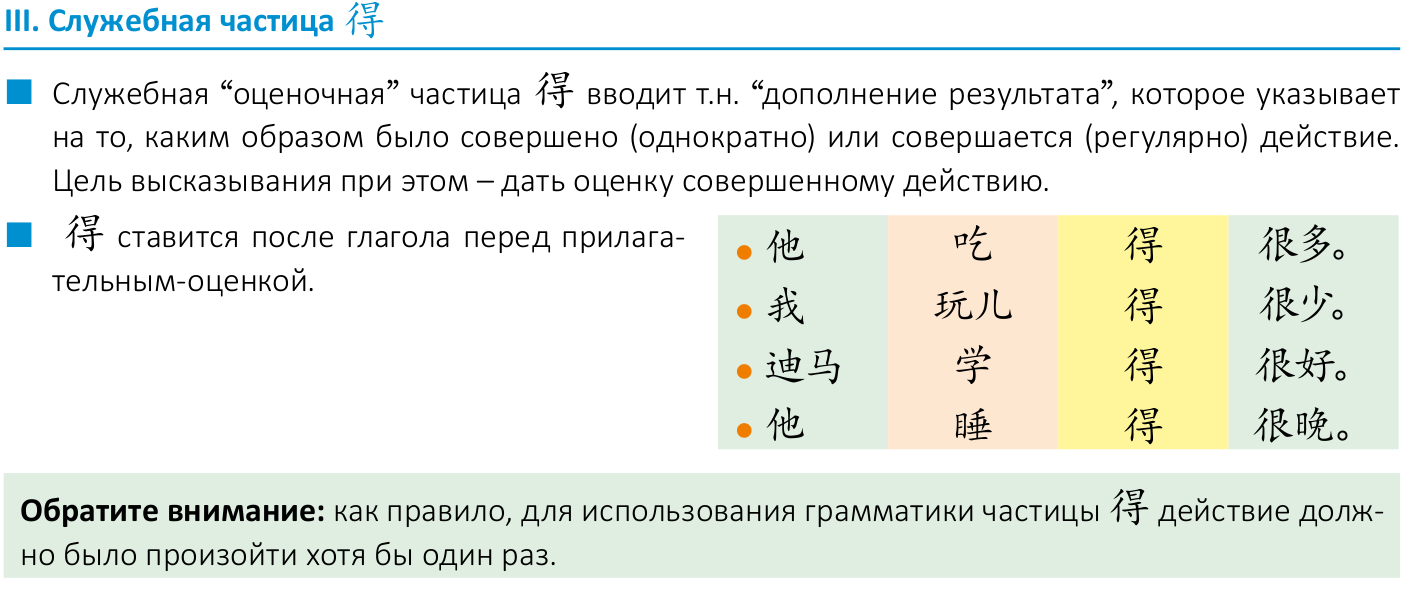 III. Служебная частица 得
Служебная “оценочная” частица 得 вводит т.н. “дополнение результата”, которое указывает
на то, каким образом было совершено (однократно) или совершается (регулярно) действие.
Цель высказывания при этом – дать оценку совершенному действию.
得 ставится после глагола перед прилага-
тельным-оценкой.
• 他 吃 得 很多。
• 我 玩儿 得 很少。
• 迪马 学 得 很好。
• 他 睡 得 很晚。
Обратите внимание: как правило, для использования грамматики частицы 得 действие долж-
но было произойти хотя бы один раз.